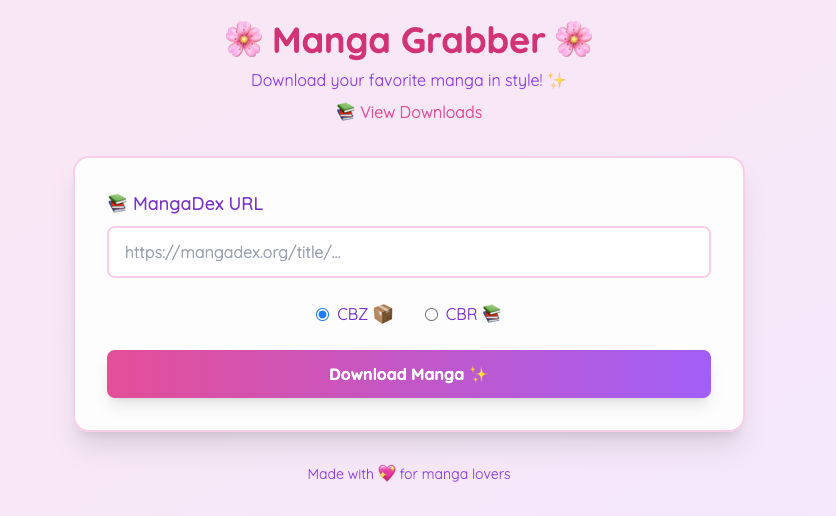 🌸 Manga Grabber 🌸
Download your favorite manga in style! ✨
📚 View Downloads
📚 MangaDex URL
https://mangadex.org/title/...
CBZ 📦 CBR 📚
Download Manga ✨
Made with 💖 for manga lovers